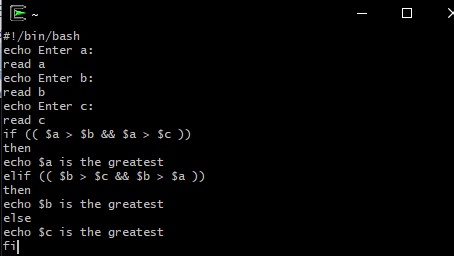 ~
#!/bin/bash
echo Enter a:
read a
echo Enter b:
read b
echo Enter c:
read c
if (( $a > $b && $a > $c ))
then
echo $a is the greatest
elif (( $b > $c && $b > $a ))
then
echo $b is the greatest
else
echo $c is the greatest
fi